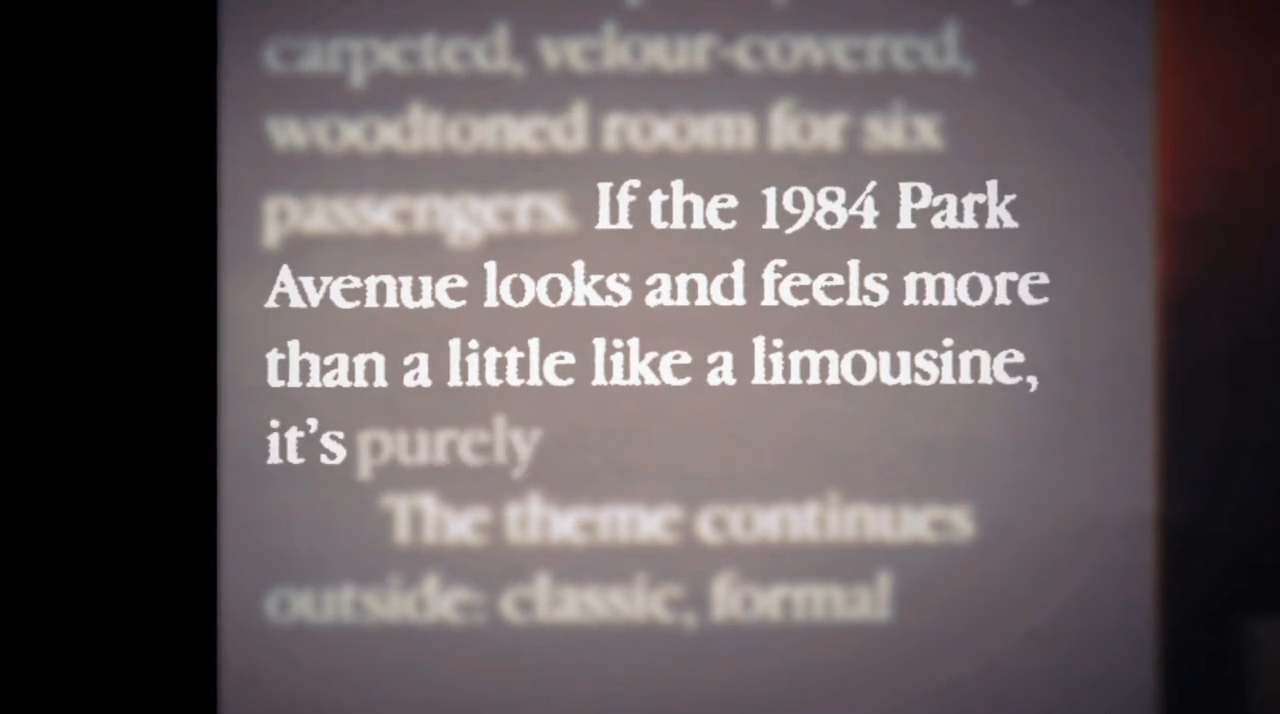 carpeted, velour-covered,
woodtoned room for six
passengers. If the 1984 Park
Avenue looks and feels more
than a little like a limousine,
it’s purely
The theme continues
outside: classic, formal